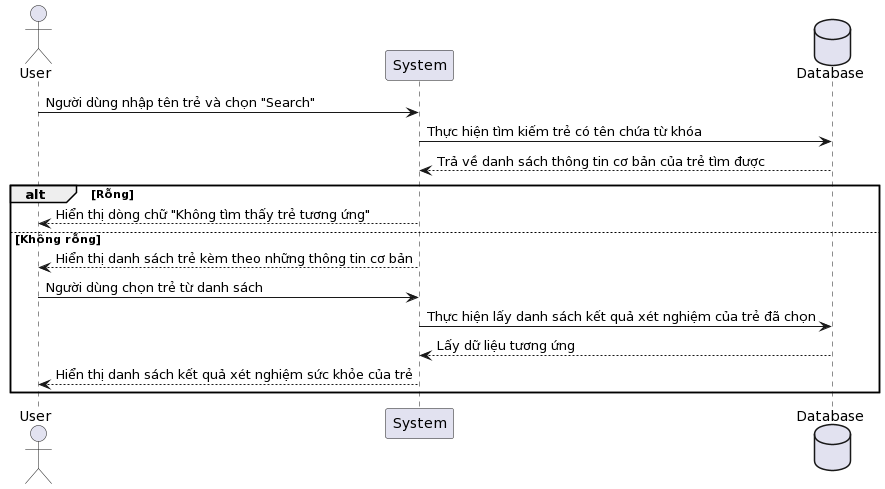 User
System
Database
Người dùng nhập tên trẻ và chọn "Search"
Thực hiện tìm kiếm trẻ có tên chứa từ khóa
Trả về danh sách thông tin cơ bản của trẻ tìm được
alt [Rỗng]
Hiển thị dòng chữ "Không tìm thấy trẻ tương ứng"
[Không rỗng]
Hiển thị danh sách trẻ kèm theo những thông tin cơ bản
Người dùng chọn trẻ từ danh sách
Thực hiện lấy danh sách kết quả xét nghiệm của trẻ đã chọn
Lấy dữ liệu tương ứng
Hiển thị danh sách kết quả xét nghiệm sức khỏe của trẻ
User
System
Database